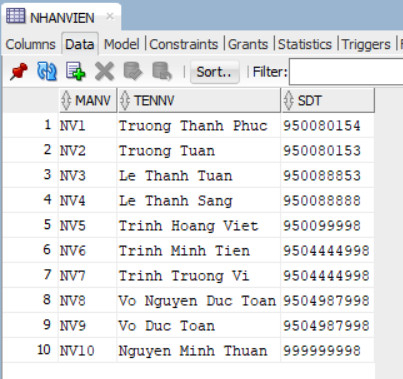 NHANVIEN
Columns Data Model Constraints Grants Statistics Triggers
Sort.. Filter:
MANV TENNV SDT
1 NV1 Truong Thanh Phuc 950080154
2 NV2 Truong Tuan 950080153
3 NV3 Le Thanh Tuan 950088853
4 NV4 Le Thanh Sang 950088888
5 NV5 Trinh Hoang Viet 950099998
6 NV6 Trinh Minh Tien 9504444998
7 NV7 Trinh Truong Vi 9504444998
8 NV8 Vo Nguyen Duc Toan 9504987998
9 NV9 Vo Duc Toan 9504987998
10 NV10 Nguyen Minh Thuan 999999998